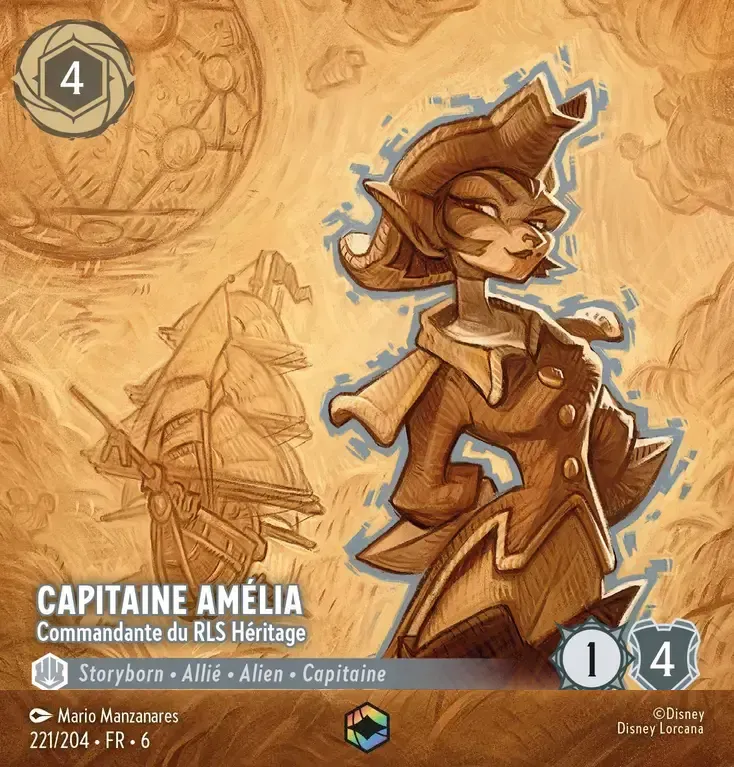 4
CAPITAINE AMÉLIA
Commandante du RLS Héritage
Storyborn • Allié • Alien • Capitaine
1
4
Mario Manzanares
221/204 • FR • 6
©Disney
Disney Lorcana